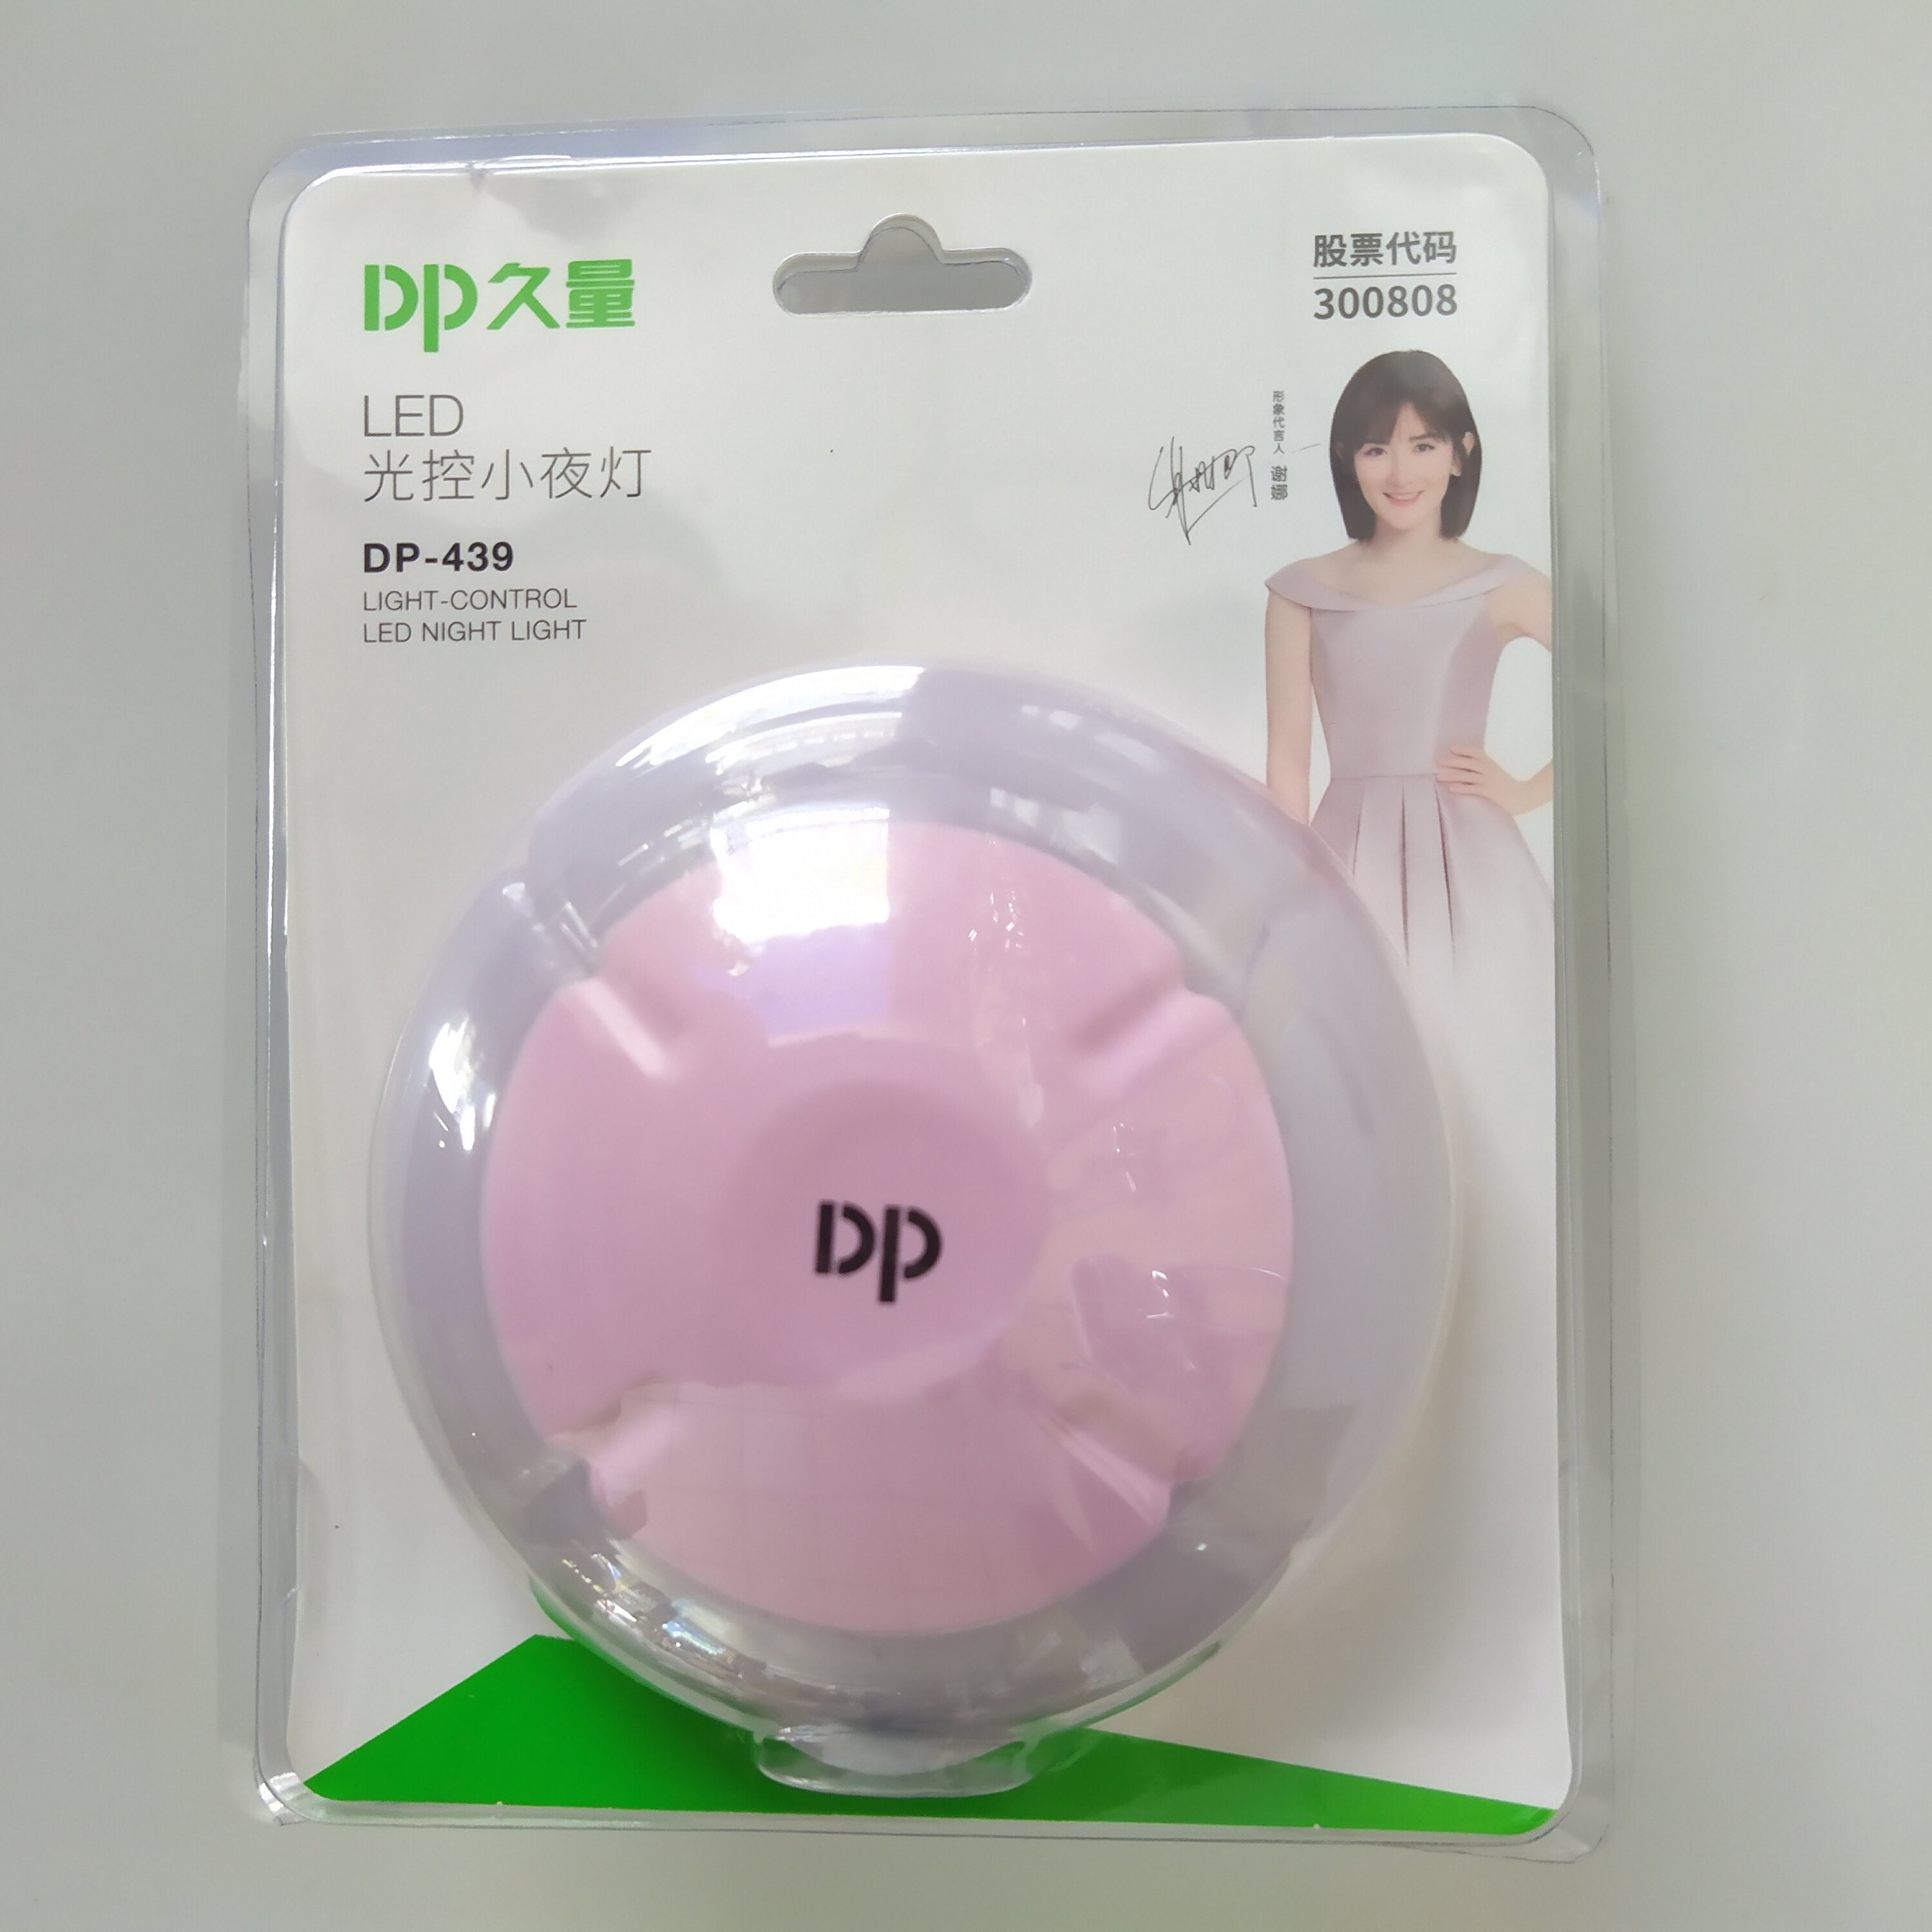 DP久量
股票代码
300808
LED
光控小夜灯
形象代言人 谢娜
DP-439
LIGHT-CONTROL
LED NIGHT LIGHT
DP